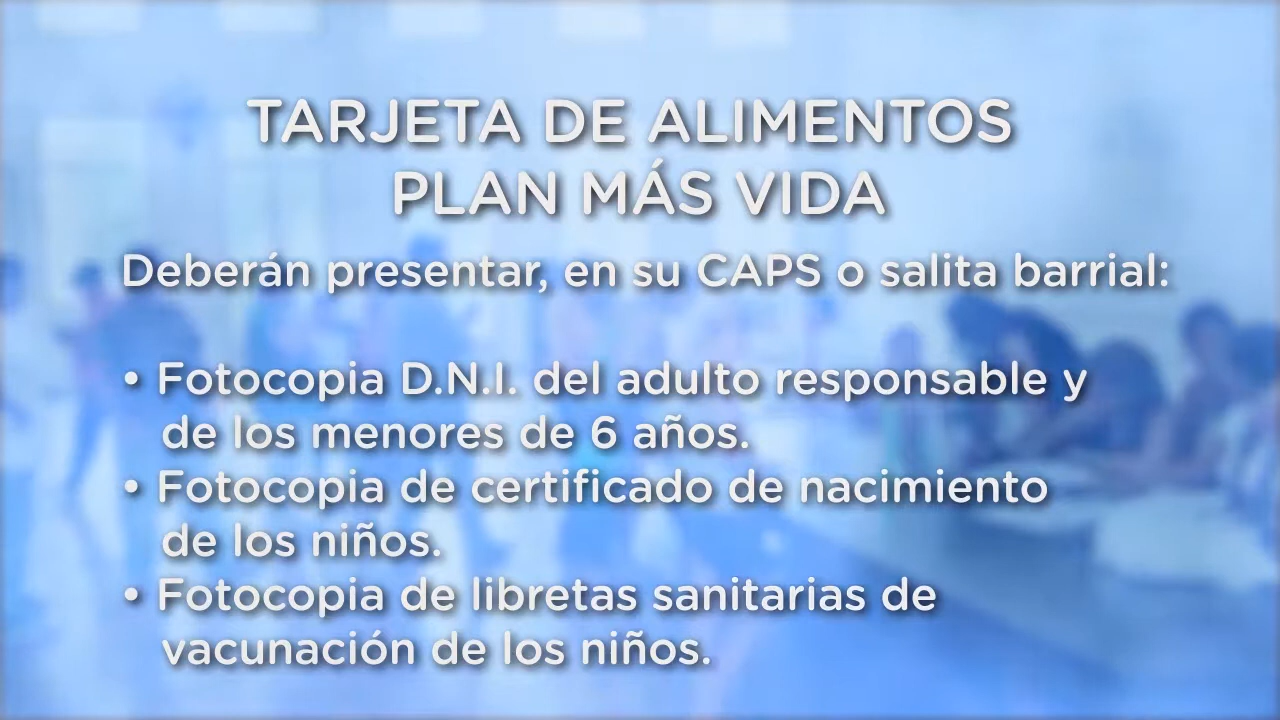 TARJETA DE ALIMENTOS
PLAN MÁS VIDA
Deberán presentar, en su CAPS o salita barrial:
• Fotocopia D.N.I. del adulto responsable y
de los menores de 6 años.
• Fotocopia de certificado de nacimiento
de los niños.
• Fotocopia de libretas sanitarias de
vacunación de los niños.